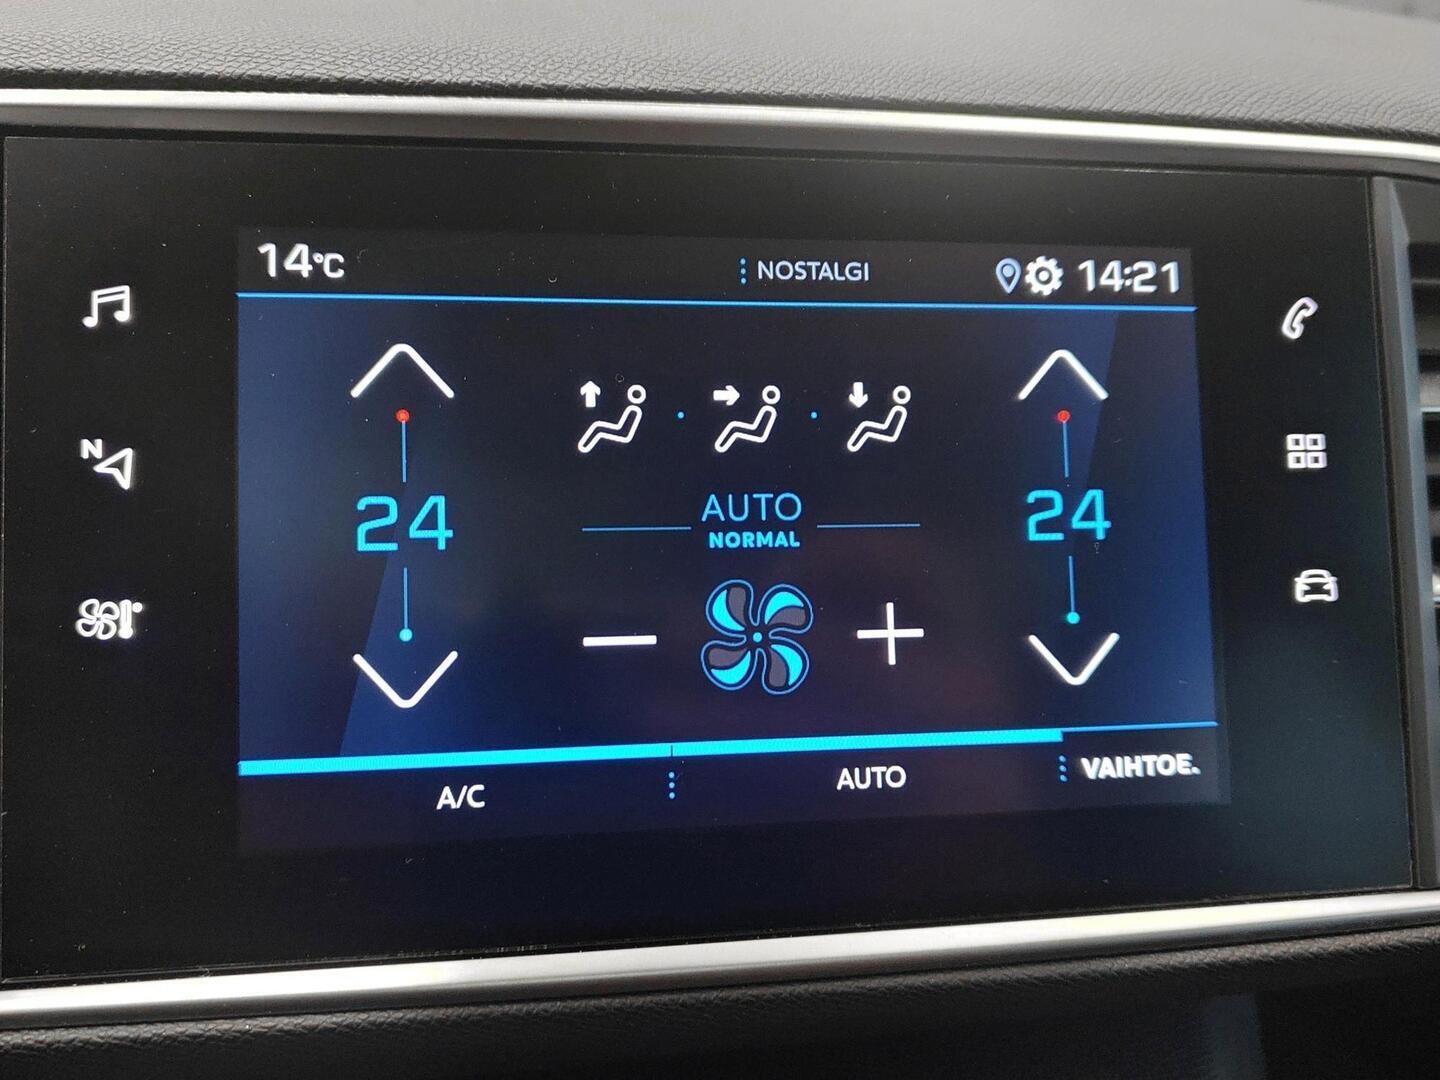 14°C
NOSTALGI
14:21
N
24
24
AUTO
NORMAL
A/C
AUTO
VAIHTOE.